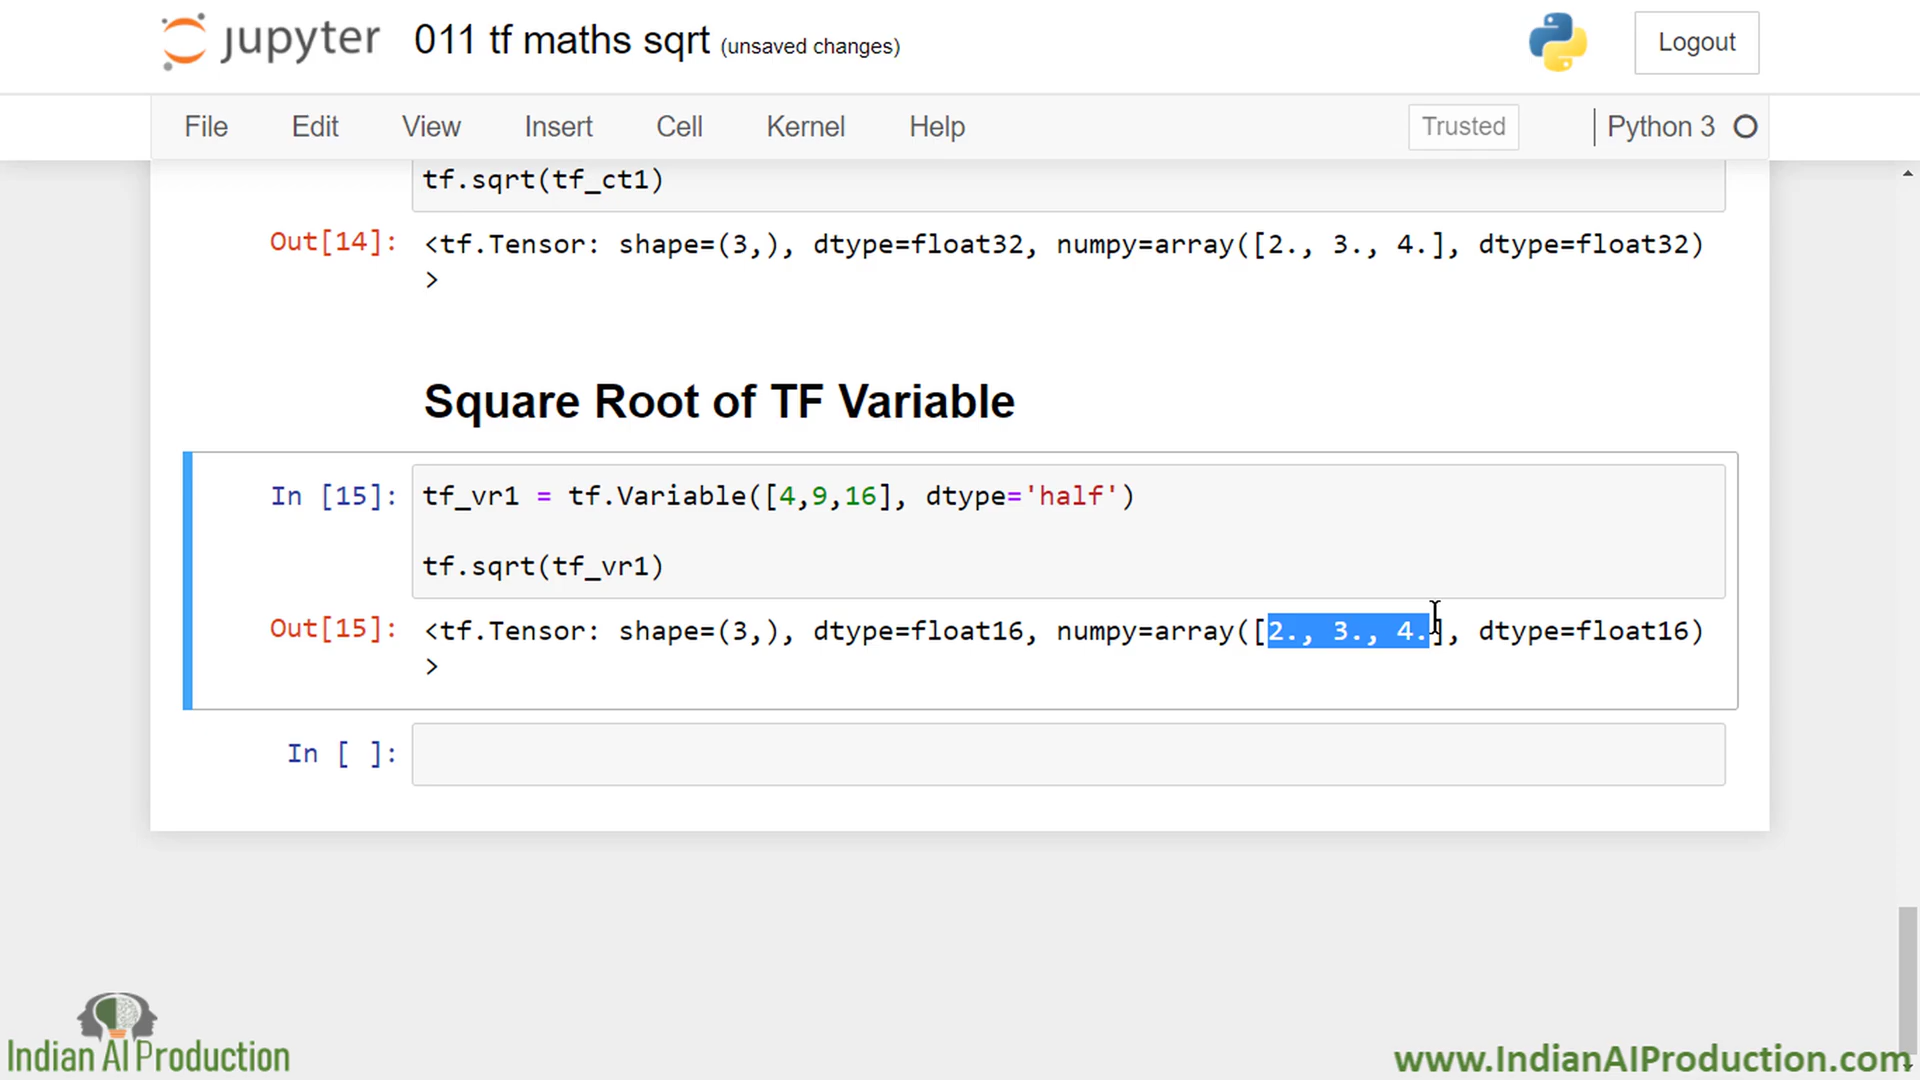 jupyter 011 tf maths sqrt (unsaved changes) Logout
File Edit View Insert Cell Kernel Help Trusted Python 3
tf.sqrt(tf_ct1)
Out[14]: <tf.Tensor: shape=(3,), dtype=float32, numpy=array([2., 3., 4.], dtype=float32)
>
Square Root of TF Variable
In [15]: tf_vr1 = tf.Variable([4,9,16], dtype='half')
tf.sqrt(tf_vr1)
Out[15]: <tf.Tensor: shape=(3,), dtype=float16, numpy=array([2., 3., 4.], dtype=float16)
>
In [ ]:
Indian AI Production
www.IndianAIProduction.com